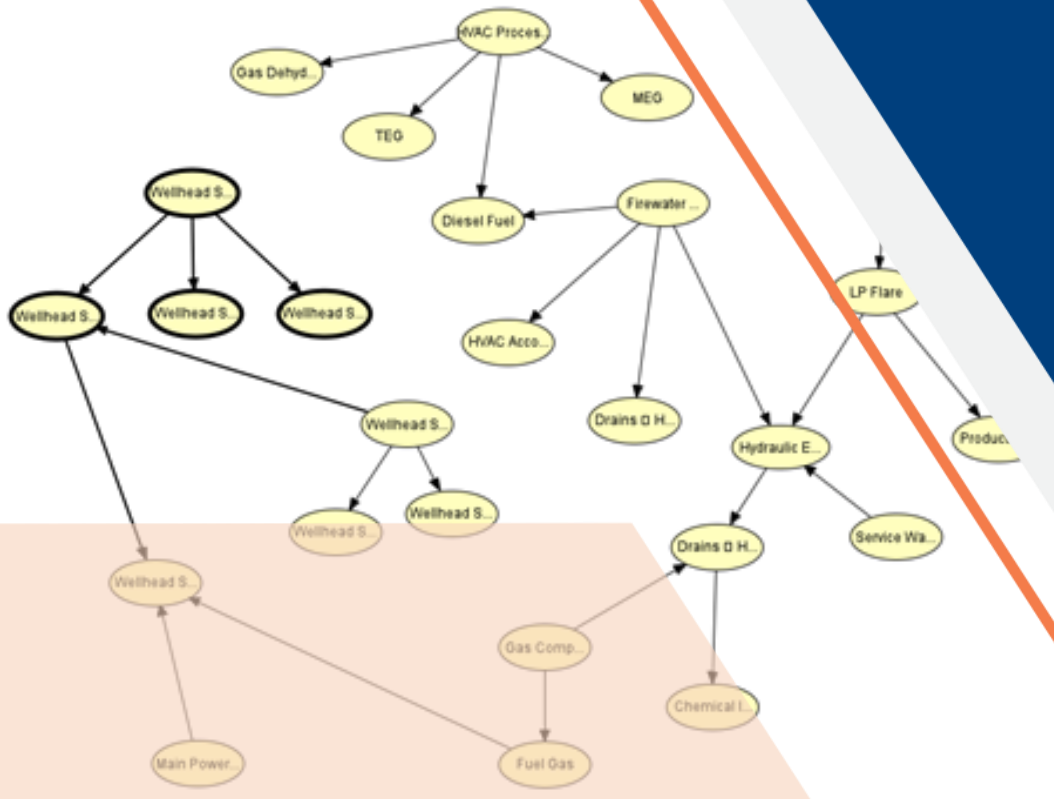 HVAC Proces..
Gas Dehyd...
MEG
TEG
Wellhead S...
Firewater ...
Diesel Fuel
LP Flare
Wellhead S...
Wellhead S...
Wellhead S...
HVAC Acco...
Wellhead S...
Drains □ H...
Produc
Hydraulic E...
Wellhead S...
Wellhead S...
Service Wa...
Drains □ H...
Wellhead S...
Gas Comp...
Chemical I...
Main Power...
Fuel Gas